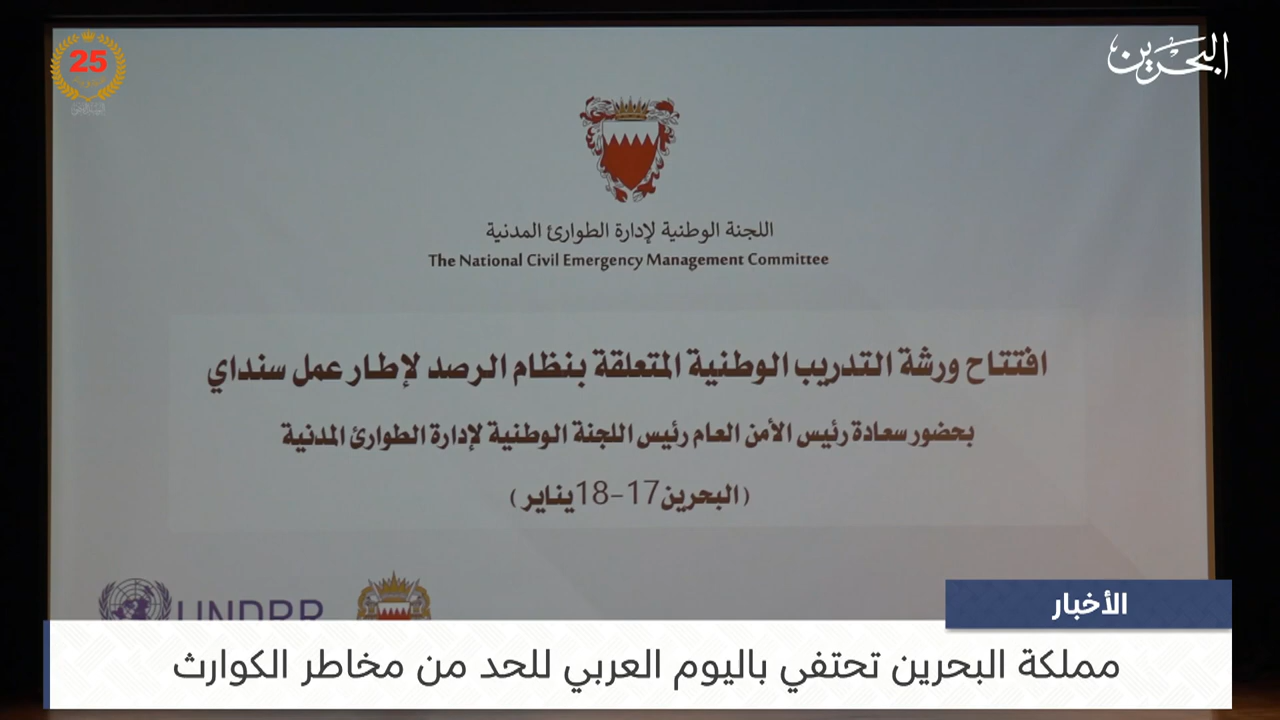 25
البحرين
اللجنة الوطنية لإدارة الطوارئ المدنية
The National Civil Emergency Management Committee
افتتاح ورشة التدريب الوطنية المتعلقة بنظام الرصد لإطار عمل سنداي
بحضور سعادة رئيس الأمن العام رئيس اللجنة الوطنية لإدارة الطوارئ المدنية
(البحرين 17-18 يناير)
UNDRR
الأخبار
مملكة البحرين تحتفي باليوم العربي للحد من مخاطر الكوارث